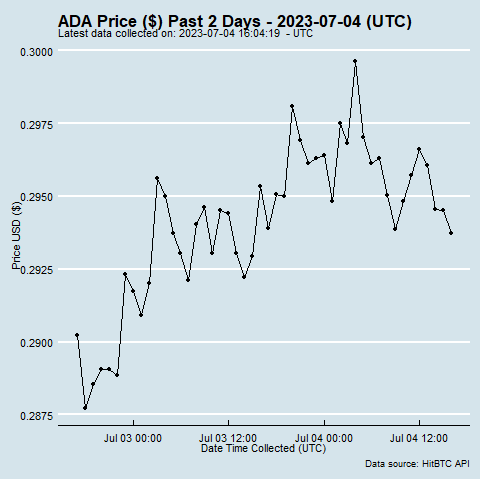 ADA Price ($) Past 2 Days - 2023-07-04 (UTC)
Latest data collected on: 2023-07-04 16:04:19 - UTC
0.3000
0.2975
0.2950
0.2925
0.2900
0.2875
Price USD ($)
Jul 03 00:00
Jul 03 12:00
Jul 04 00:00
Jul 04 12:00
Date Time Collected (UTC)
Data source: HitBTC API